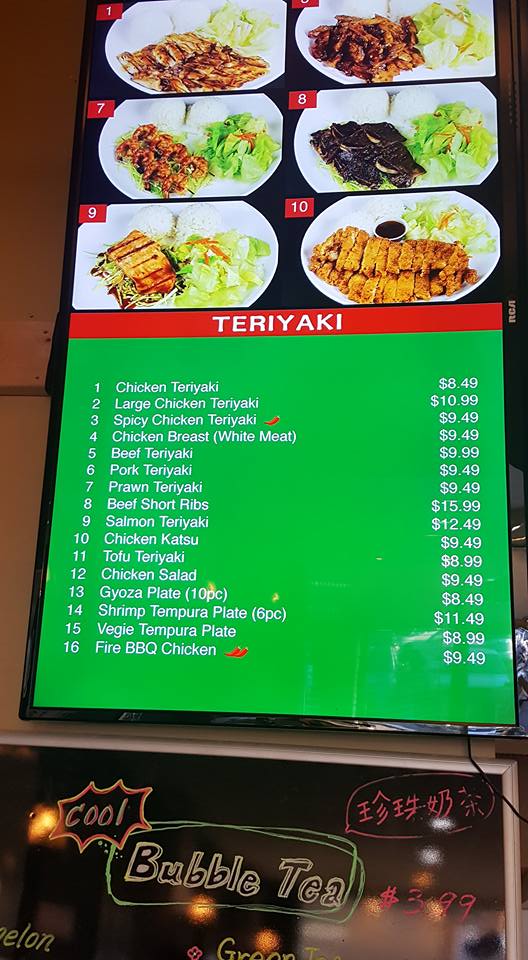 1
3
7
8
9
10
RCA
TERIYAKI
1 Chicken Teriyaki $8.49
2 Large Chicken Teriyaki $10.99
3 Spicy Chicken Teriyaki $9.49
4 Chicken Breast (White Meat) $9.49
5 Beef Teriyaki $9.99
6 Pork Teriyaki $9.49
7 Prawn Teriyaki $9.49
8 Beef Short Ribs $15.99
9 Salmon Teriyaki $12.49
10 Chicken Katsu $9.49
11 Tofu Teriyaki $8.99
12 Chicken Salad $9.49
13 Gyoza Plate (10pc) $8.49
14 Shrimp Tempura Plate (6pc) $11.49
15 Vegie Tempura Plate $8.99
16 Fire BBQ Chicken $9.49
COOL
珍珠奶茶
Bubble Tea
$3.99
elon
Green